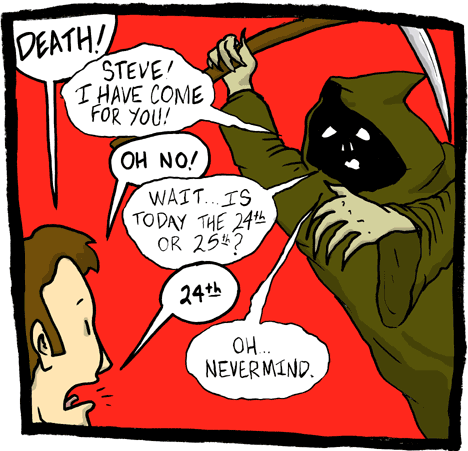 DEATH!
STEVE!
I HAVE COME
FOR YOU!
OH NO!
WAIT...IS
TODAY THE 24th
OR 25th?
24th
OH...
NEVERMIND.